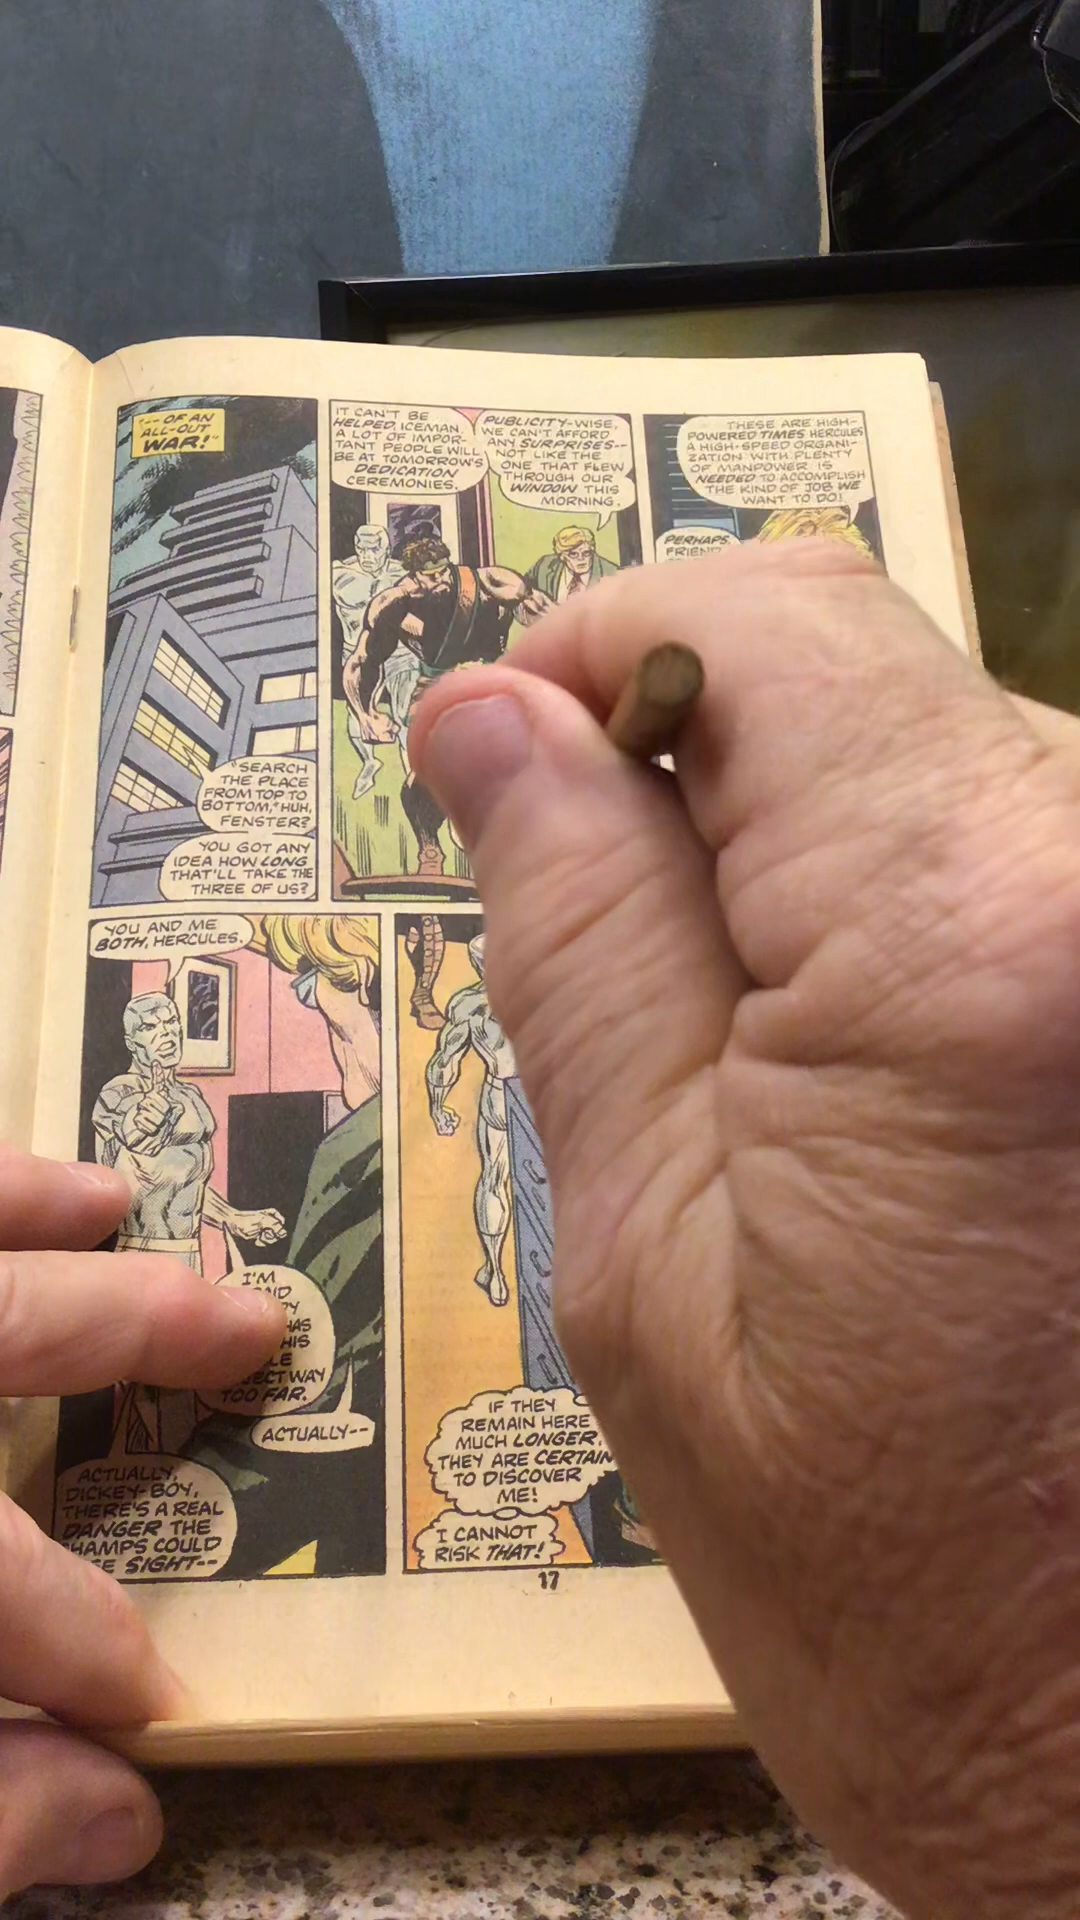 "-- OF AN
ALL-OUT
WAR!"
"SEARCH
THE PLACE
FROM TOP TO
BOTTOM," HUH,
FENSTER?
YOU GOT ANY
IDEA HOW LONG
THAT'LL TAKE THE
THREE OF US?
IT CAN'T BE
HELPED, ICEMAN.
A LOT OF IMPOR-
TANT PEOPLE WILL
BE AT TOMORROW'S
DEDICATION
CEREMONIES.
PUBLICITY-WISE,
WE CAN'T AFFORD
ANY SURPRISES--
NOT LIKE THE
ONE THAT FLEW
THROUGH OUR
WINDOW THIS
MORNING.
THESE ARE HIGH-
POWERED TIMES HERCULES
A HIGH-SPEED ORGANI-
ZATION WITH PLENTY
OF MANPOWER IS
NEEDED TO ACCOMPLISH
THE KIND OF JOB WE
WANT TO DO!
PERHAPS,
FRIEND
YOU AND ME
BOTH, HERCULES.
I'M
HAS
WAY
TOO FAR.
ACTUALLY--
ACTUALLY,
DICKEY-BOY,
THERE'S A REAL
DANGER THE
CHAMPS COULD
SIGHT--
IF THEY
REMAIN HERE
MUCH LONGER,
THEY ARE CERTAIN
TO DISCOVER
ME!
I CANNOT
RISK THAT!
17